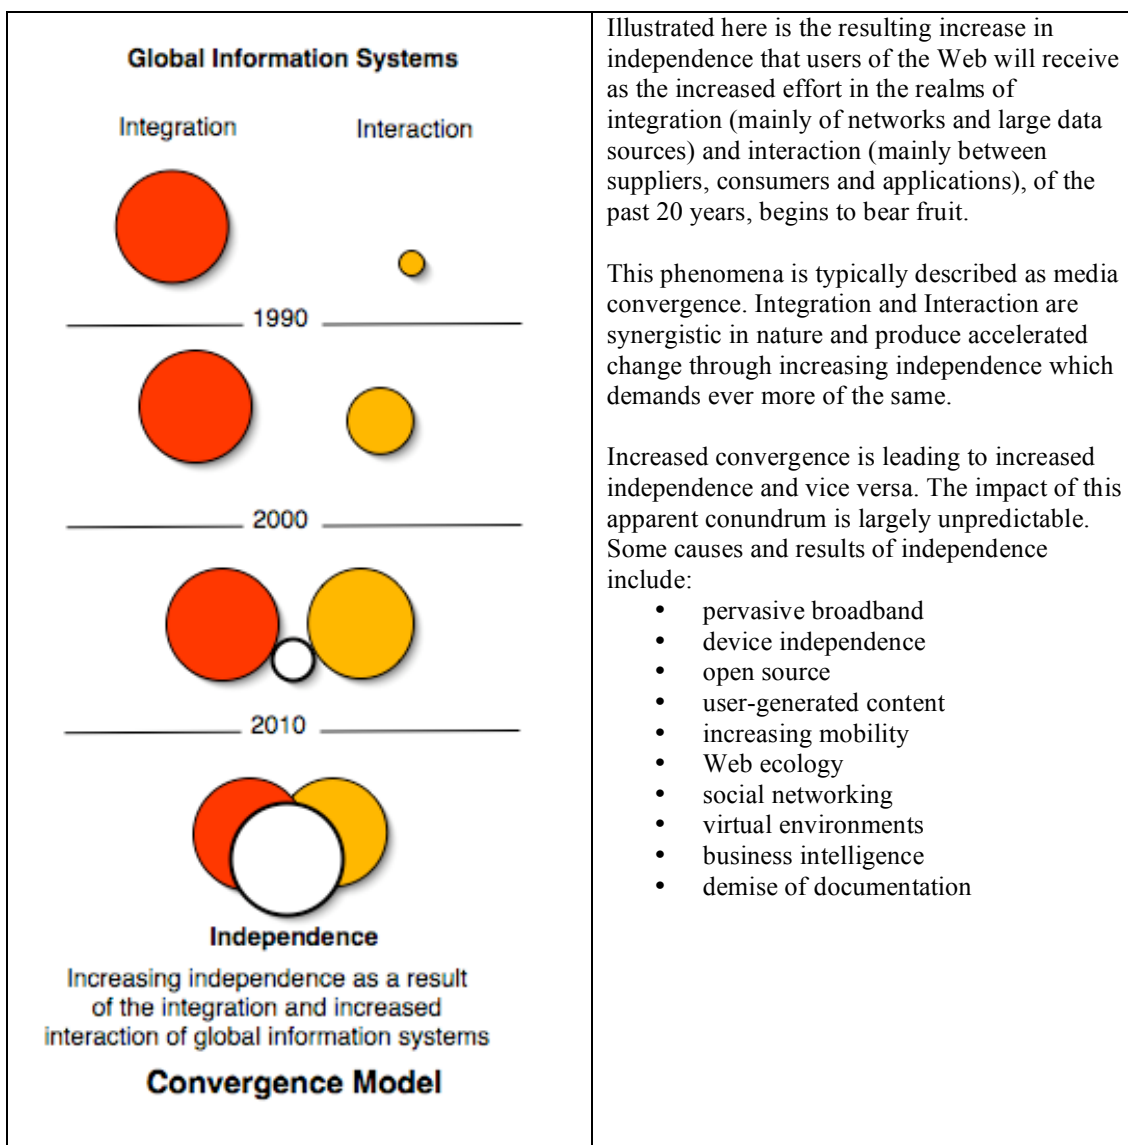 Global Information Systems
Integration
Interaction
1990
2000
2010
Independence
Increasing independence as a result
of the integration and increased
interaction of global information systems
Convergence Model
Illustrated here is the resulting increase in
independence that users of the Web will receive
as the increased effort in the realms of
integration (mainly of networks and large data
sources) and interaction (mainly between
suppliers, consumers and applications), of the
past 20 years, begins to bear fruit.
This phenomena is typically described as media
convergence. Integration and Interaction are
synergistic in nature and produce accelerated
change through increasing independence which
demands ever more of the same.
Increased convergence is leading to increased
independence and vice versa. The impact of this
apparent conundrum is largely unpredictable.
Some causes and results of independence
include:
• pervasive broadband
• device independence
• open source
• user-generated content
• increasing mobility
• Web ecology
• social networking
• virtual environments
• business intelligence
• demise of documentation